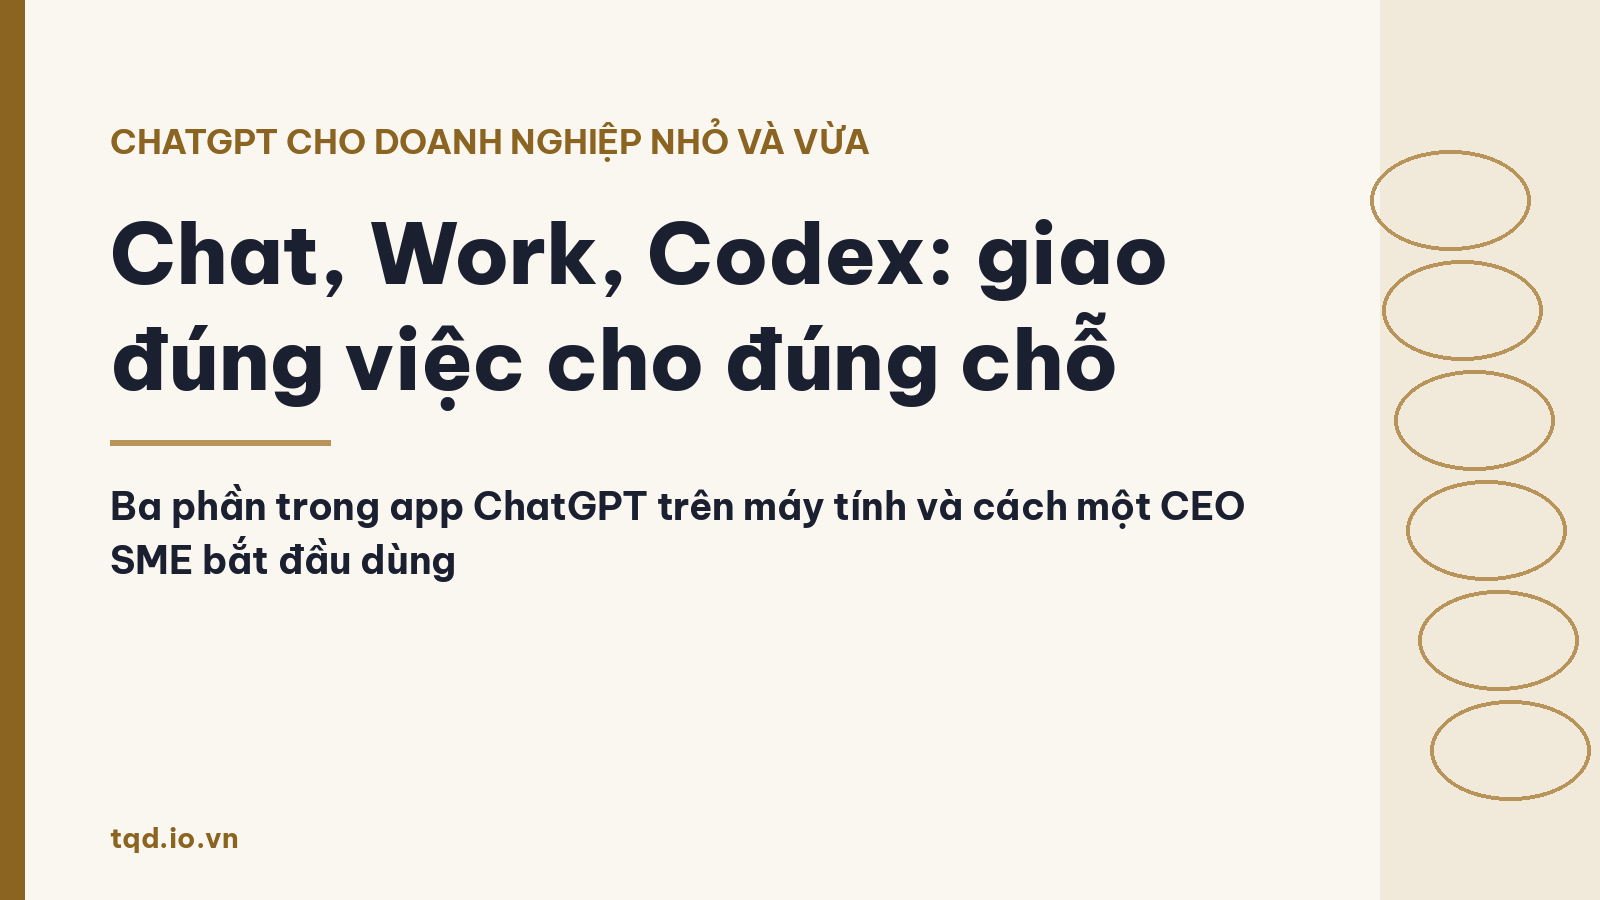 CHATGPT CHO DOANH NGHIỆP NHỎ VÀ VỪA
Chat, Work, Codex: giao
đúng việc cho đúng chỗ
Ba phần trong app ChatGPT trên máy tính và cách một CEO
SME bắt đầu dùng
tqd.io.vn